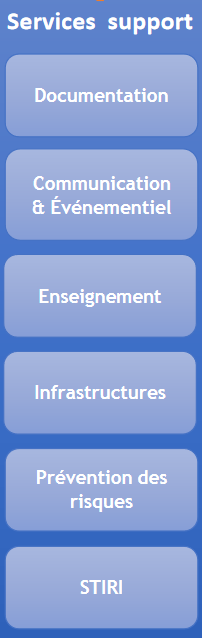 Services support
Documentation
Communication
& Événementiel
Enseignement
Infrastructures
Prévention des
risques
STIRI